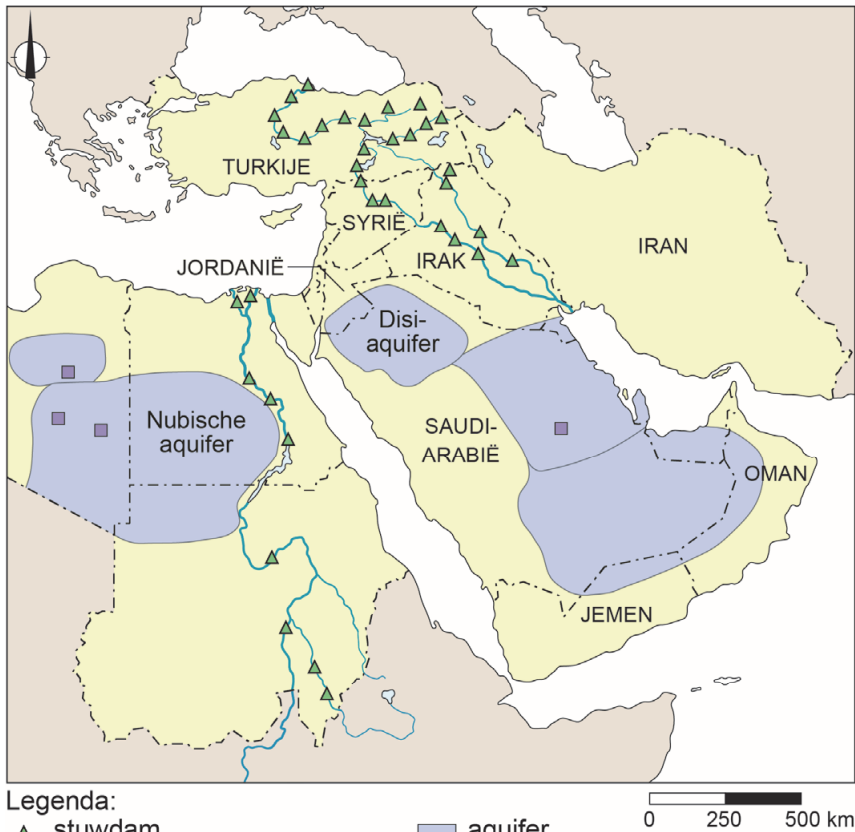 TURKIJE
SYRIË
IRAK
IRAN
JORDANIË
Disi-
aquifer
Nubische
aquifer
SAUDI-
ARABIË
OMAN
JEMEN
Legenda:
stuwdam
aquifer
0 250 500 km